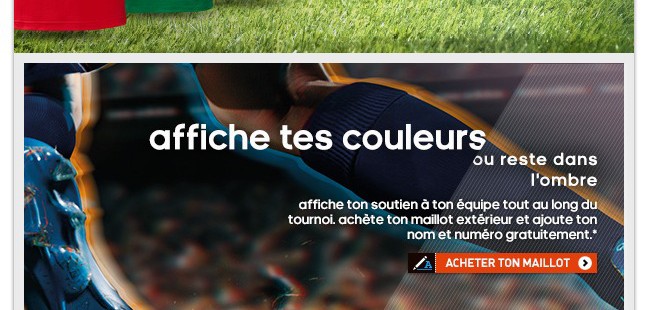 affiche tes couleurs
ou reste dans
l'ombre
affiche ton soutien à ton équipe tout au long du
tournoi. achète ton maillot extérieur et ajoute ton
nom et numéro gratuitement.*
ACHETER TON MAILLOT